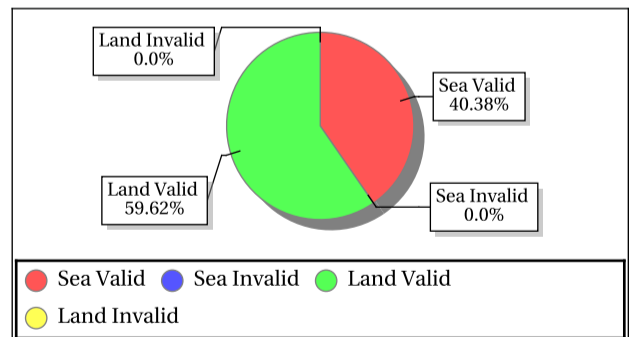 Land Invalid
0.0%
Sea Valid
40.38%
Land Valid
59.62%
Sea Invalid
0.0%
Sea Valid Sea Invalid Land Valid
Land Invalid